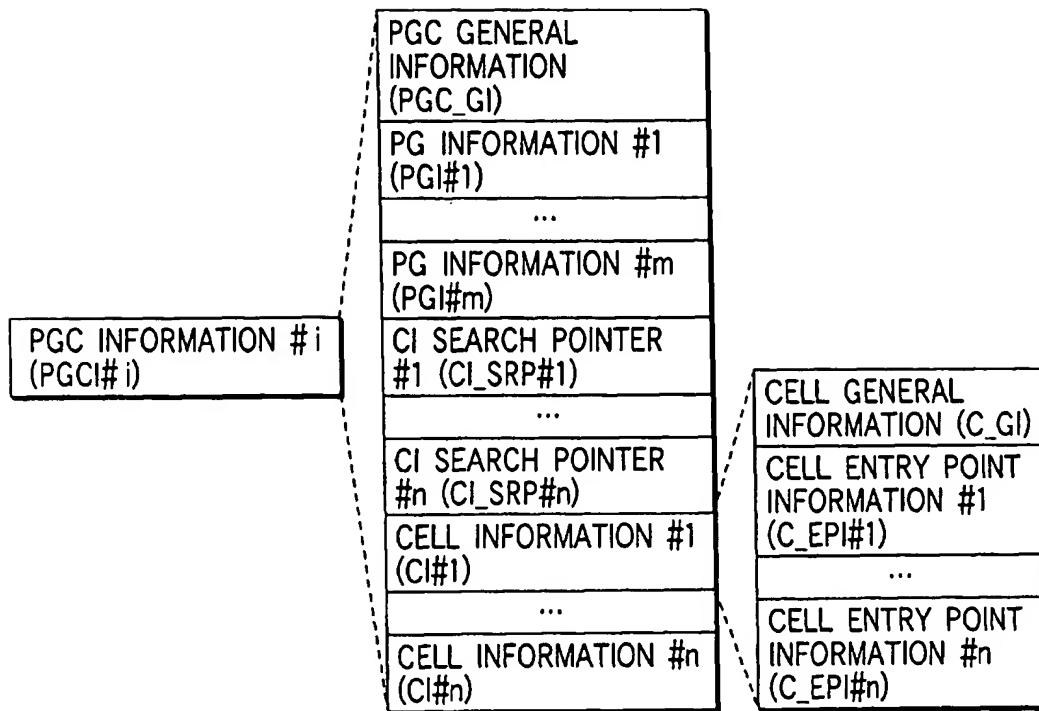 PGC INFORMATION #i
(PGCI#i)
PGC GENERAL
INFORMATION
(PGC_GI)
PG INFORMATION #1
(PGI#1)
...
PG INFORMATION #m
(PGI#m)
CI SEARCH POINTER
#1 (CI_SRP#1)
...
CI SEARCH POINTER
#n (CI_SRP#n)
CELL INFORMATION #1
(CI#1)
...
CELL INFORMATION #n
(CI#n)
CELL GENERAL
INFORMATION (C_GI)
CELL ENTRY POINT
INFORMATION #1
(C_EPI#1)
...
CELL ENTRY POINT
INFORMATION #n
(C_EPI#n)